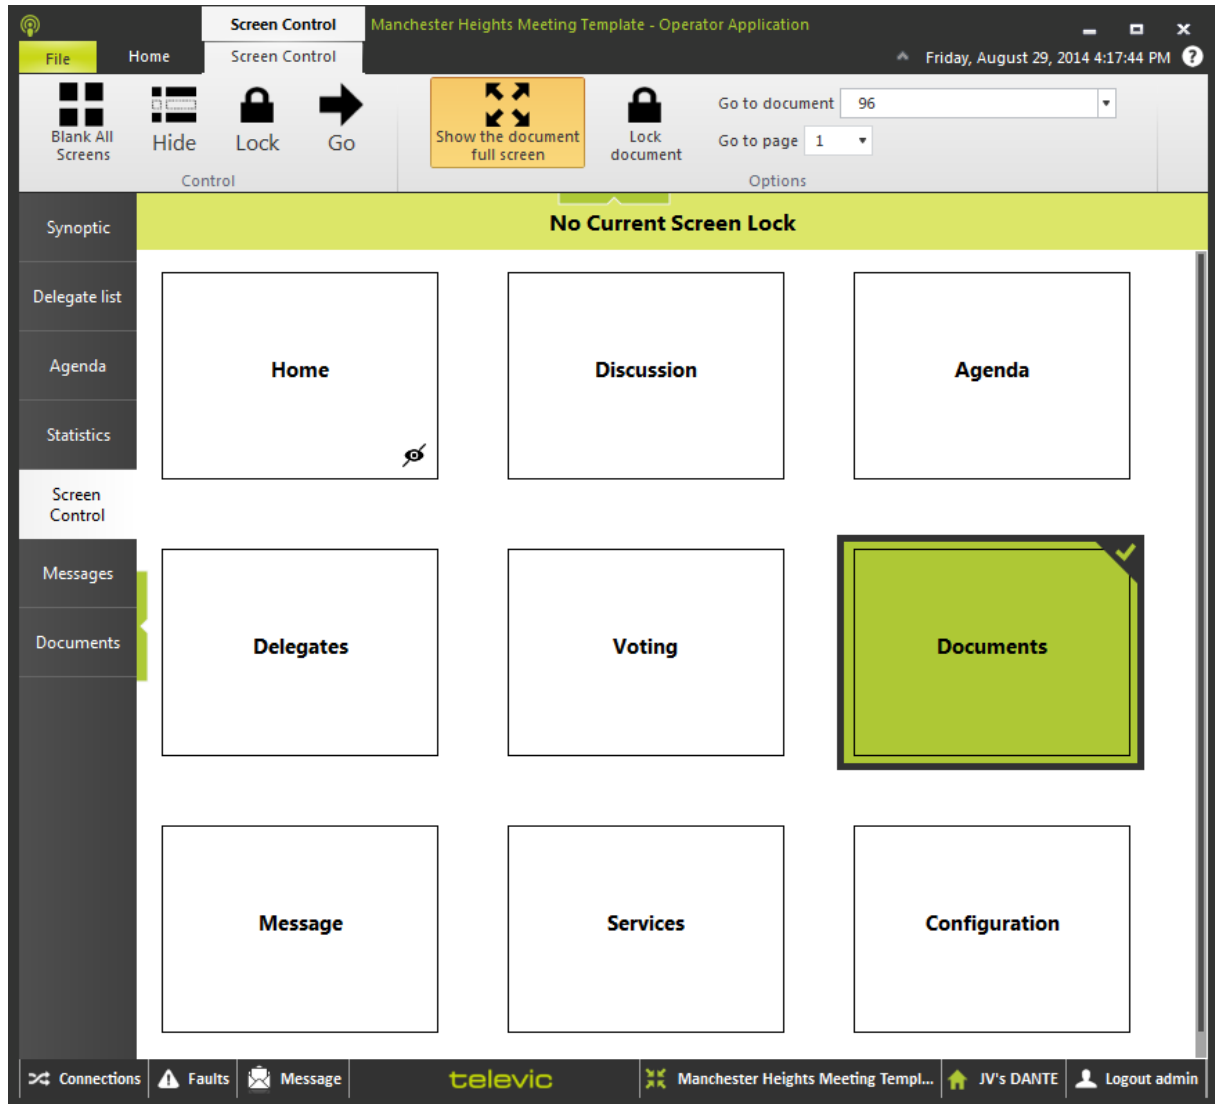 Screen Control
Manchester Heights Meeting Template - Operator Application
File
Home
Screen Control
Friday, August 29, 2014 4:17:44 PM
?
Blank All
Screens
Hide
Lock
Go
Control
Show the document
full screen
Lock
document
Go to document 96
Go to page 1
Options
Synoptic
Delegate list
Agenda
Statistics
Screen
Control
Messages
Documents
No Current Screen Lock
Home
Discussion
Agenda
Delegates
Voting
Documents
Message
Services
Configuration
Connections
Faults
Message
televic
Manchester Heights Meeting Templ...
JV's DANTE
Logout admin